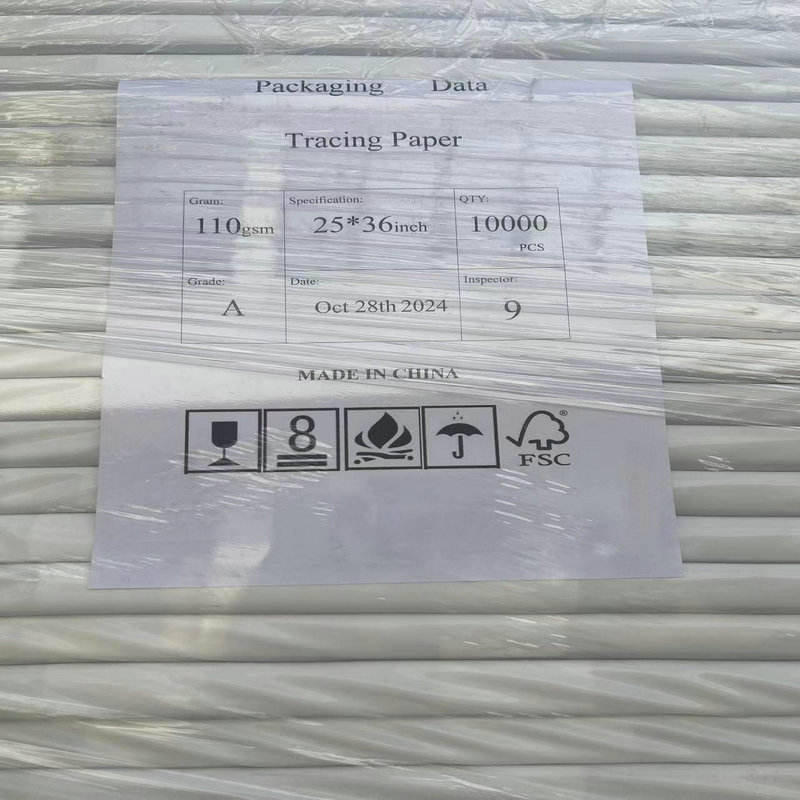 Packaging Data
Tracing Paper
Gram: Specification: QTY:
110gsm 25*36inch 10000
PCS
Grade: Date: Inspector:
A Oct 28th 2024 9
MADE IN CHINA
8
®
FSC